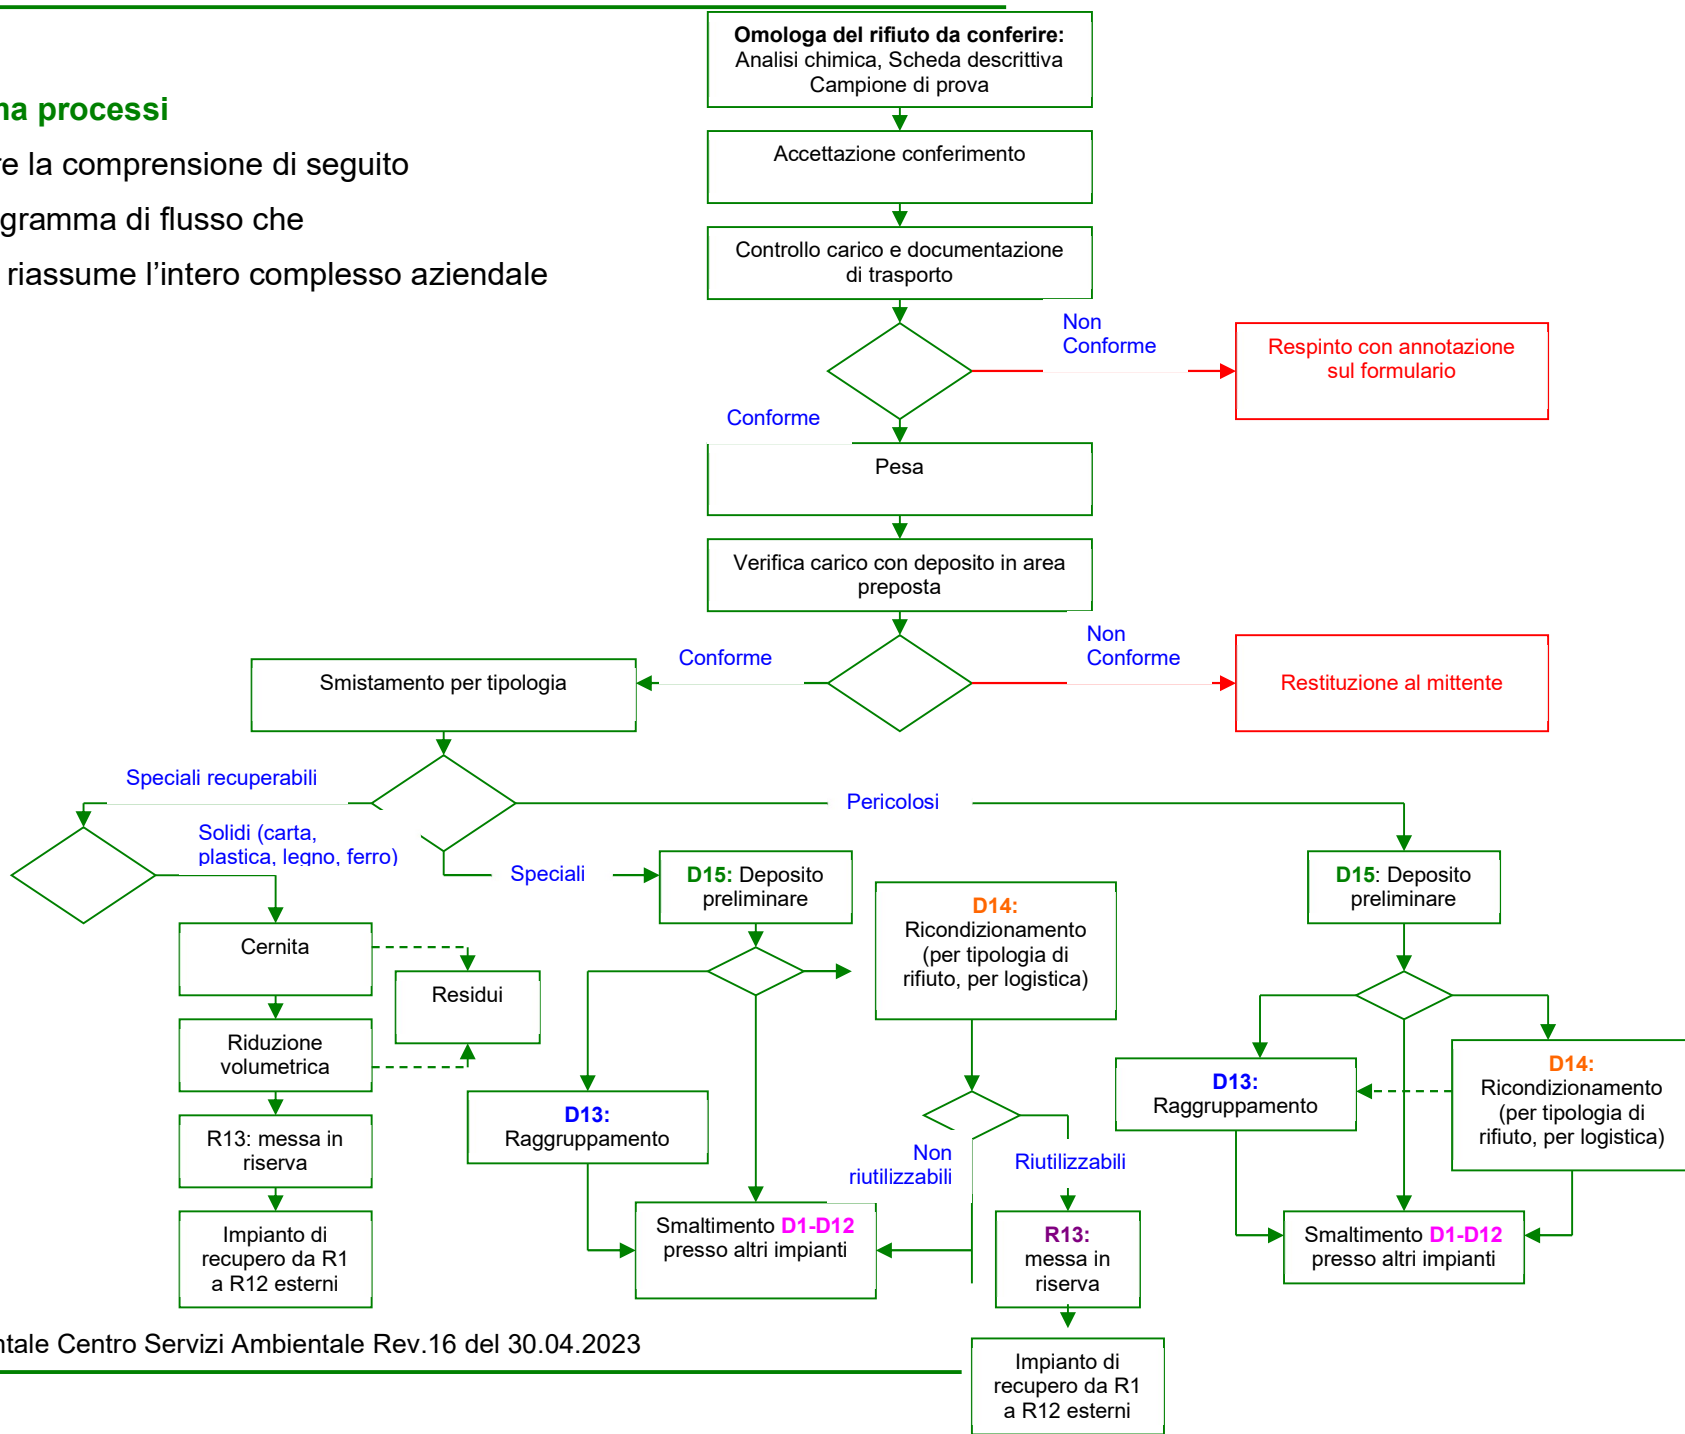 Omologa del rifiuto da conferire:
Analisi chimica, Scheda descrittiva
Campione di prova
ma processi
re la comprensione di seguito
gramma di flusso che
riassume l’intero complesso aziendale
Accettazione conferimento
Controllo carico e documentazione
di trasporto
Non
Conforme
Respinto con annotazione
sul formulario
Conforme
Pesa
Verifica carico con deposito in area
preposta
Non
Conforme
Conforme
Smistamento per tipologia
Restituzione al mittente
Speciali recuperabili
Pericolosi
Solidi (carta,
plastica, legno, ferro)
Speciali
D15: Deposito
preliminare
D15: Deposito
preliminare
D14:
Ricondizionamento
(per tipologia di
rifiuto, per logistica)
Cernita
Residui
Riduzione
volumetrica
D13:
Raggruppamento
D14:
Ricondizionamento
(per tipologia di
rifiuto, per logistica)
D13:
Raggruppamento
R13: messa in
riserva
Non
riutilizzabili
Riutilizzabili
Impianto di
recupero da R1
a R12 esterni
Smaltimento D1-D12
presso altri impianti
R13:
messa in
riserva
Smaltimento D1-D12
presso altri impianti
ntale Centro Servizi Ambientale Rev.16 del 30.04.2023
Impianto di
recupero da R1
a R12 esterni